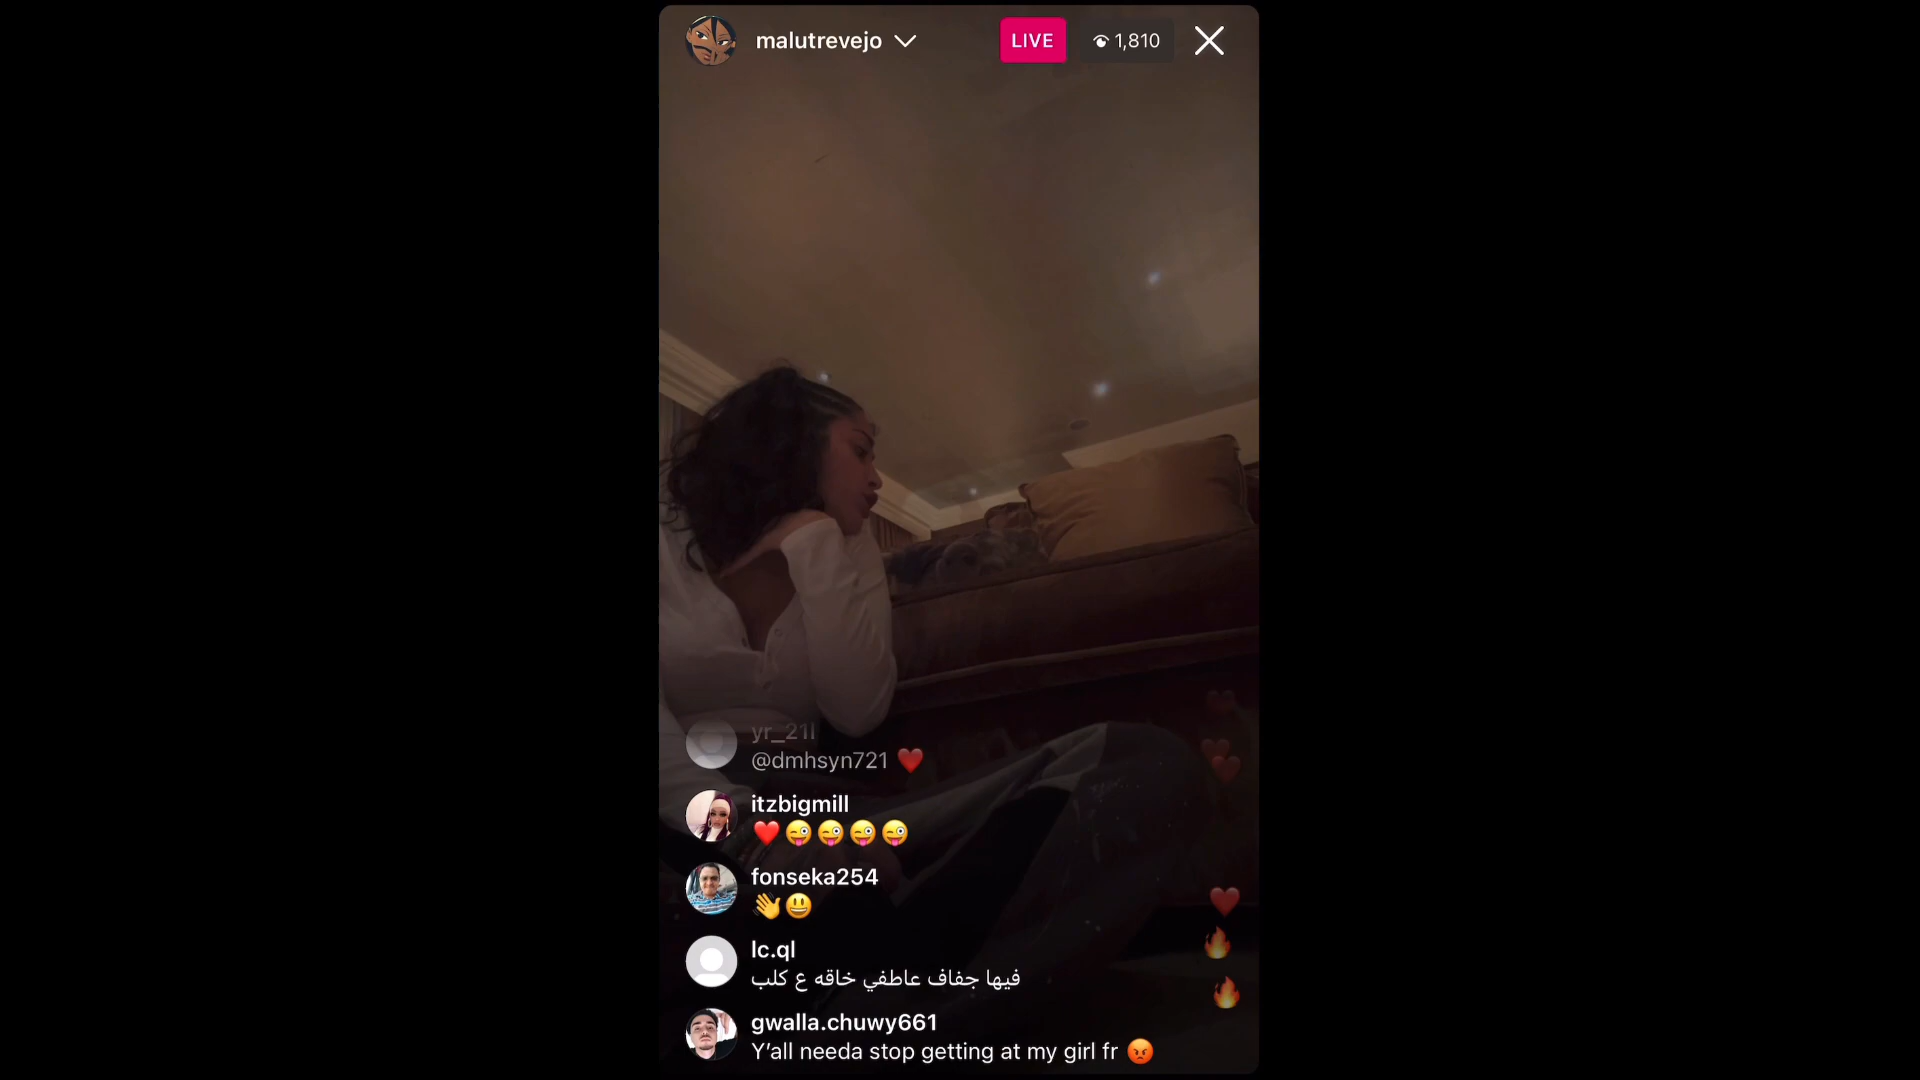 malutrevejo
LIVE
1,810
yr_21l
@dmhsyn721 ❤️
itzbigmill
❤️😜😜😜😜
fonseka254
👋😃
lc.ql
فيها جفاف عاطفي خاقه ع كلب
gwalla.chuwy661
Y’all needa stop getting at my girl fr 😡